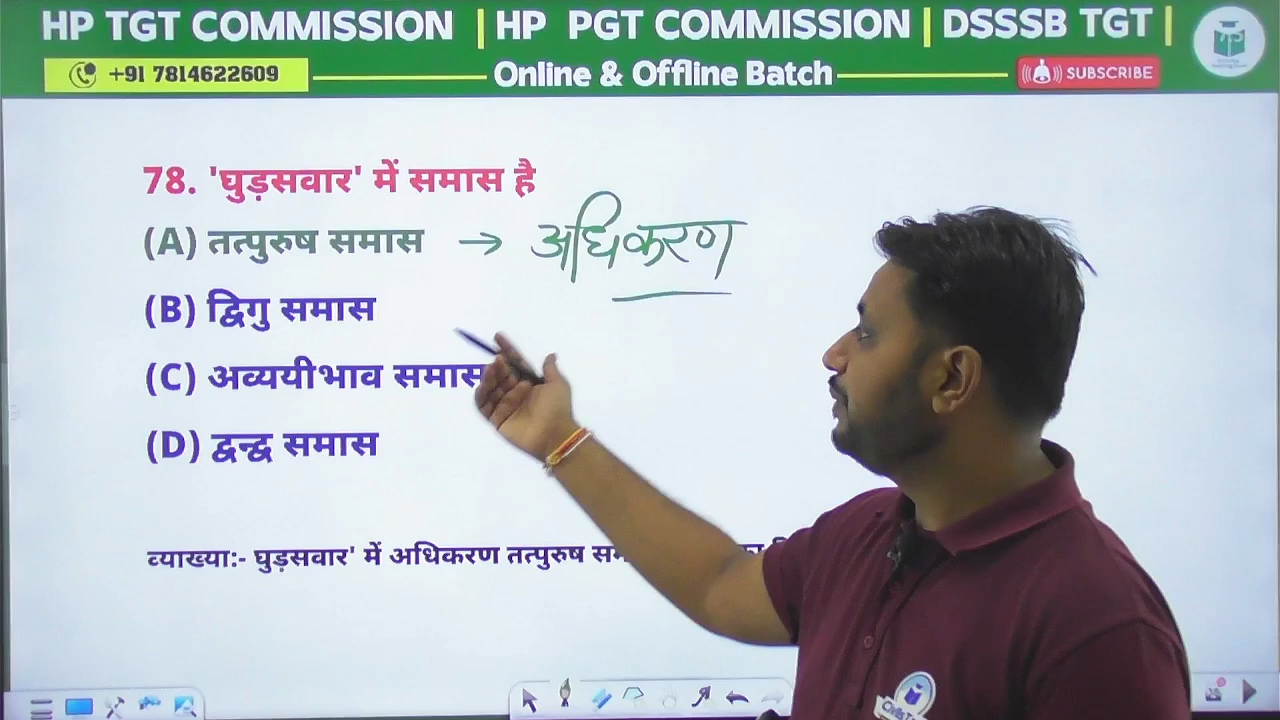 HP TGT COMMISSION | HP PGT COMMISSION | DSSSB TGT |
+91 7814622609
Online & Offline Batch
SUBSCRIBE
78. 'घुड़सवार' में समास है
(A) तत्पुरुष समास → अधिकरण
(B) द्विगु समास
(C) अव्ययीभाव समास
(D) द्वन्द्व समास
व्याख्या:- घुड़सवार' में अधिकरण तत्पुरुष